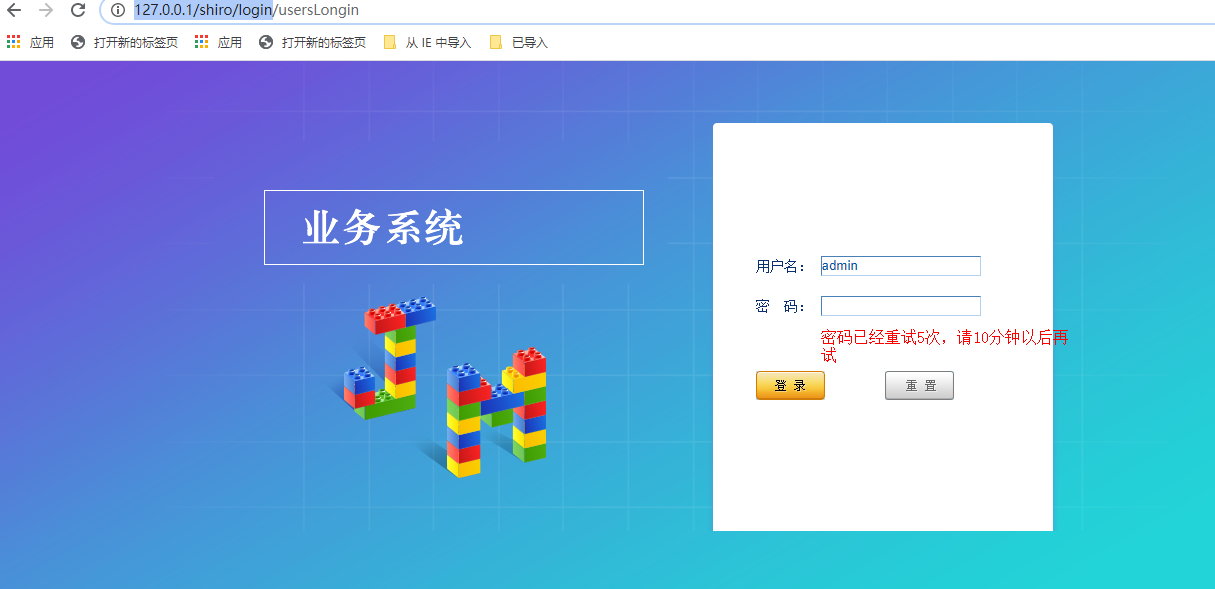 127.0.0.1/shiro/login/usersLongin
应用 打开新的标签页 应用 打开新的标签页 从 IE 中导入 已导入
业务系统
用户名： admin
密 码：
密码已经重试5次，请10分钟以后再
试
登 录 重 置